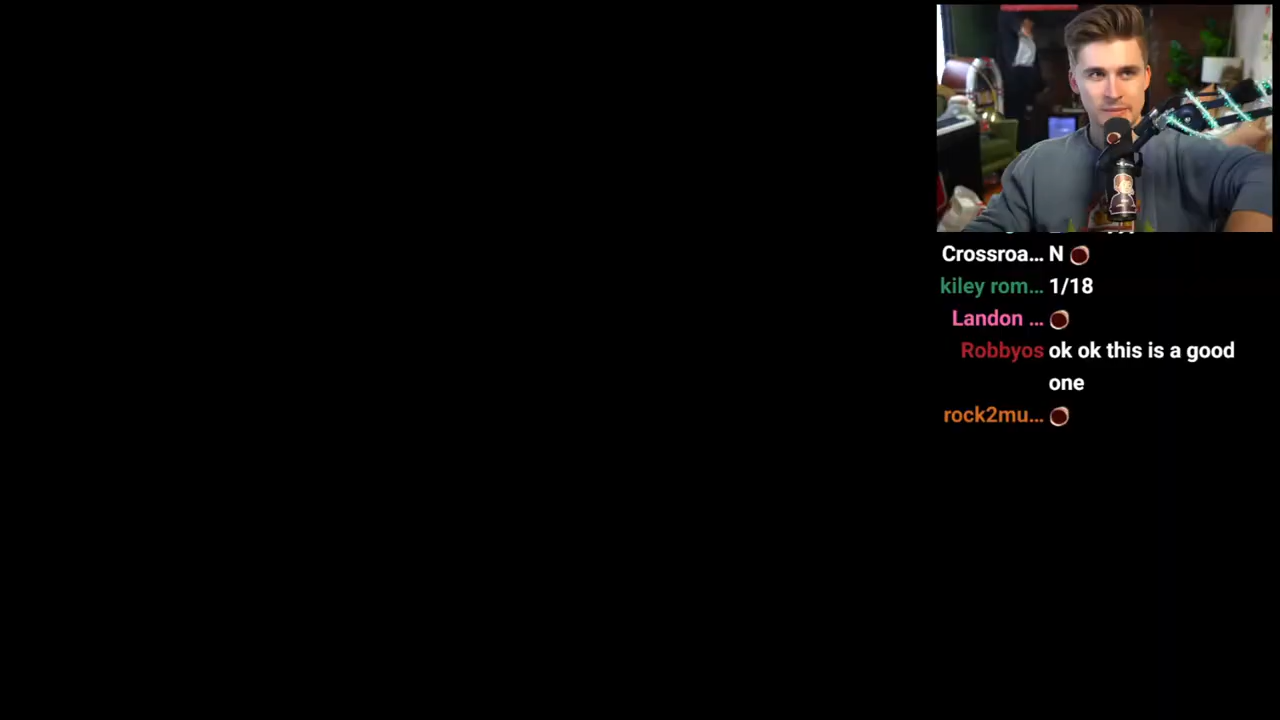 Crossroa… N
kiley rom… 1/18
Landon …
Robbyos ok ok this is a good
one
rock2mu…